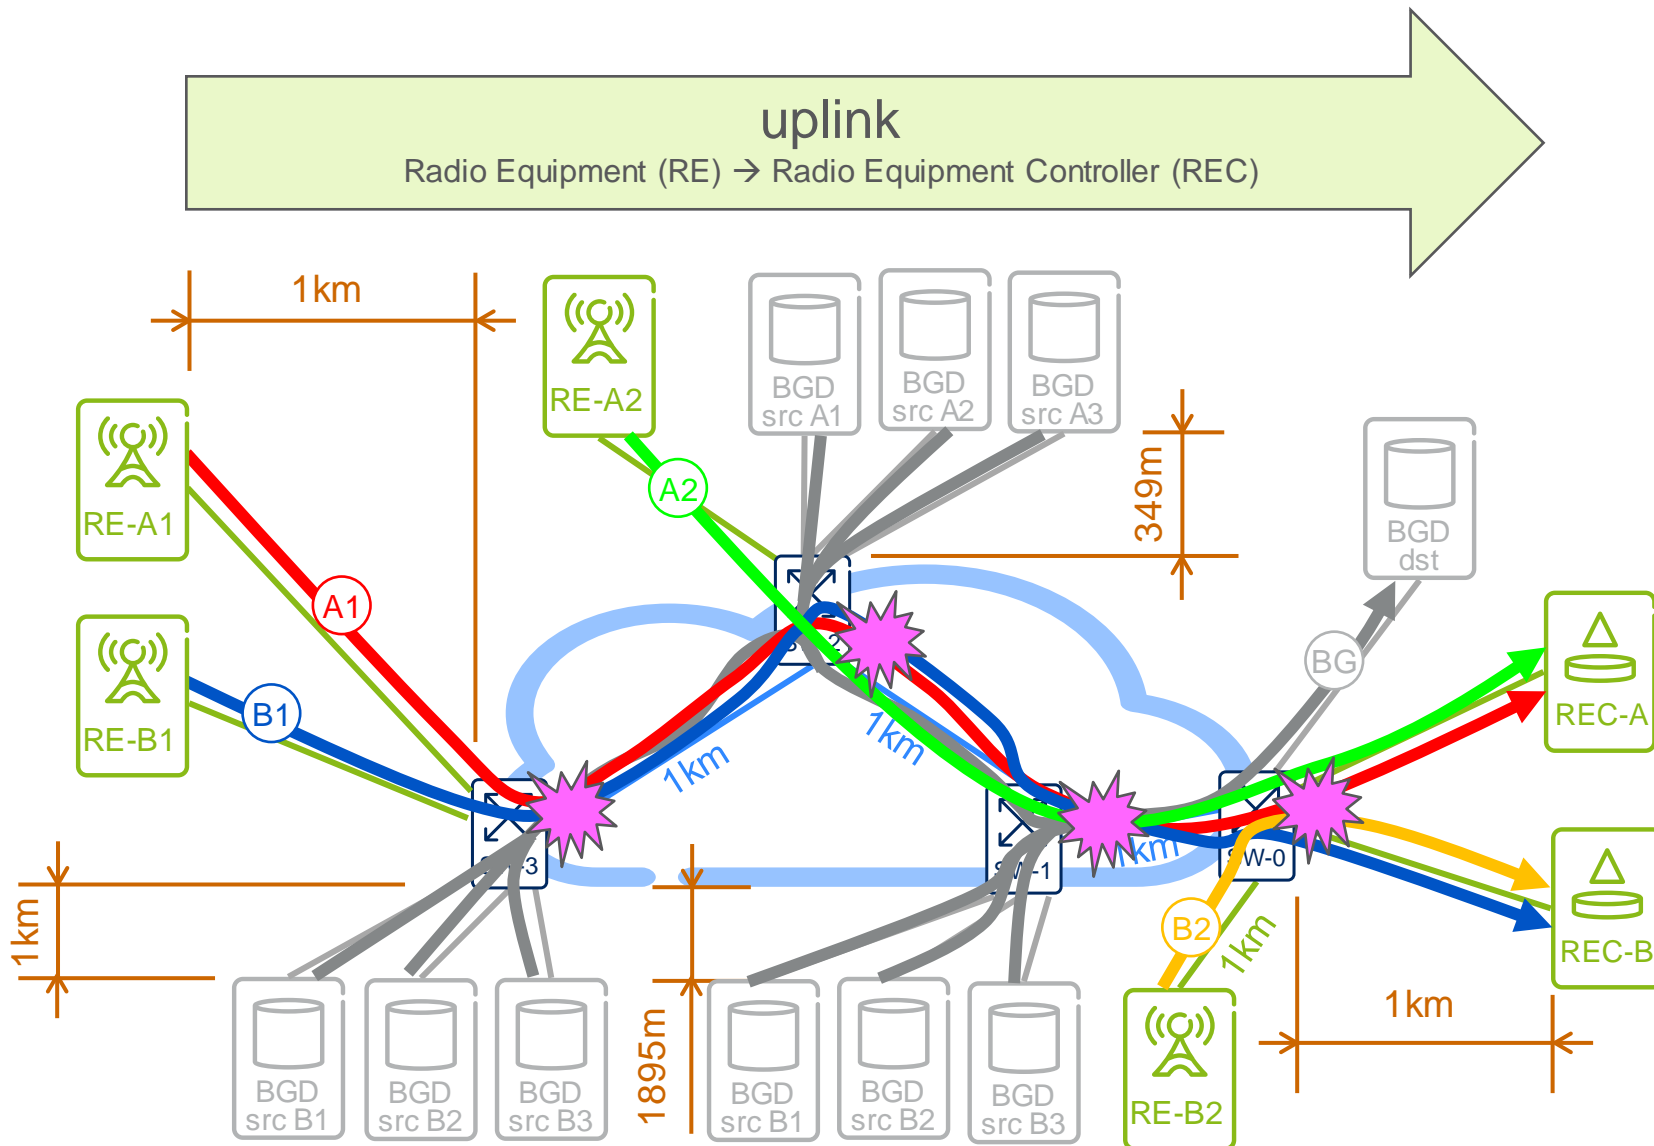 uplink
Radio Equipment (RE) → Radio Equipment Controller (REC)
1km
RE-A2
BGD
src A1
BGD
src A2
BGD
src A3
349m
RE-A1
A2
BGD
dst
A1
RE-B1
B1
BG
REC-A
1km
1km
1km
SW-0
REC-B
1km
1895m
B2
1km
1km
BGD
src B1
BGD
src B2
BGD
src B3
BGD
src B1
BGD
src B2
BGD
src B3
RE-B2